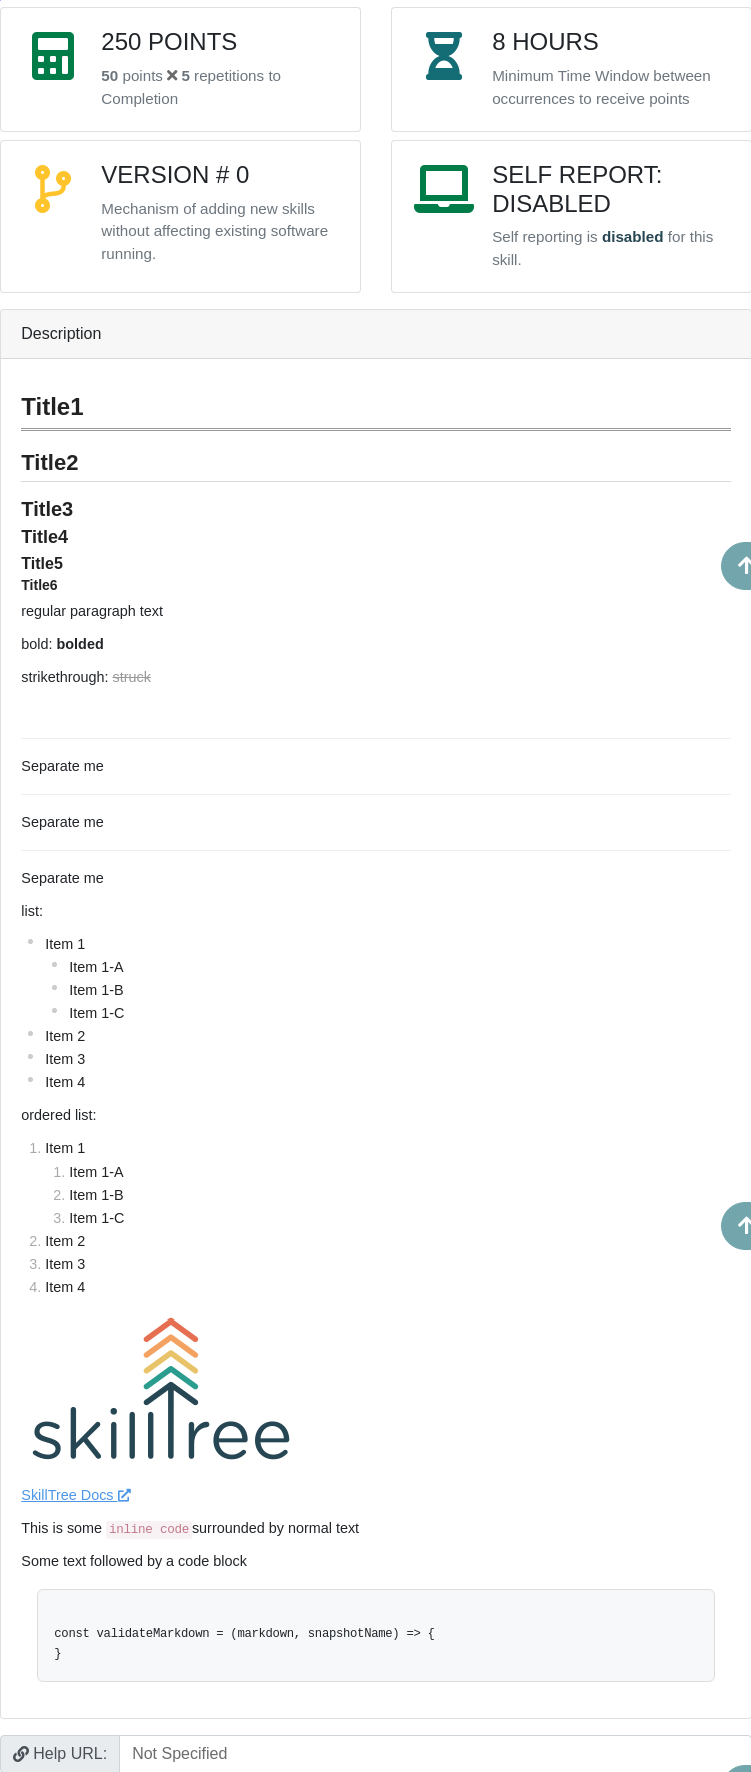 250 POINTS
50 points ✖ 5 repetitions to
Completion
8 HOURS
Minimum Time Window between
occurrences to receive points
VERSION # 0
Mechanism of adding new skills
without affecting existing software
running.
SELF REPORT:
DISABLED
Self reporting is disabled for this
skill.
Description
Title1
Title2
Title3
Title4
Title5
Title6
regular paragraph text
bold: bolded
strikethrough: struck
Separate me
Separate me
Separate me
list:
Item 1
Item 1-A
Item 1-B
Item 1-C
Item 2
Item 3
Item 4
ordered list:
1. Item 1
1. Item 1-A
2. Item 1-B
3. Item 1-C
2. Item 2
3. Item 3
4. Item 4
skillTree
SkillTree Docs
This is some inline code surrounded by normal text
Some text followed by a code block
const validateMarkdown = (markdown, snapshotName) => {
}
Help URL: Not Specified